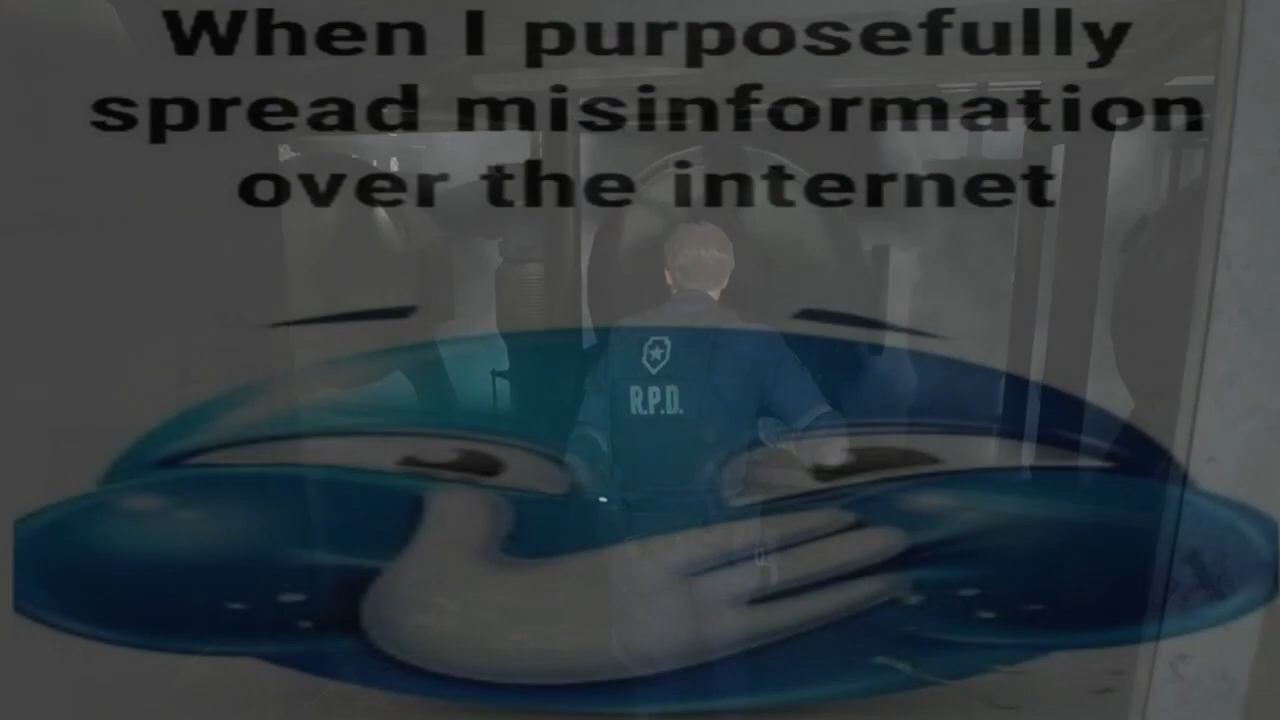 When I purposefully
spread misinformation
over the internet
R.P.D.